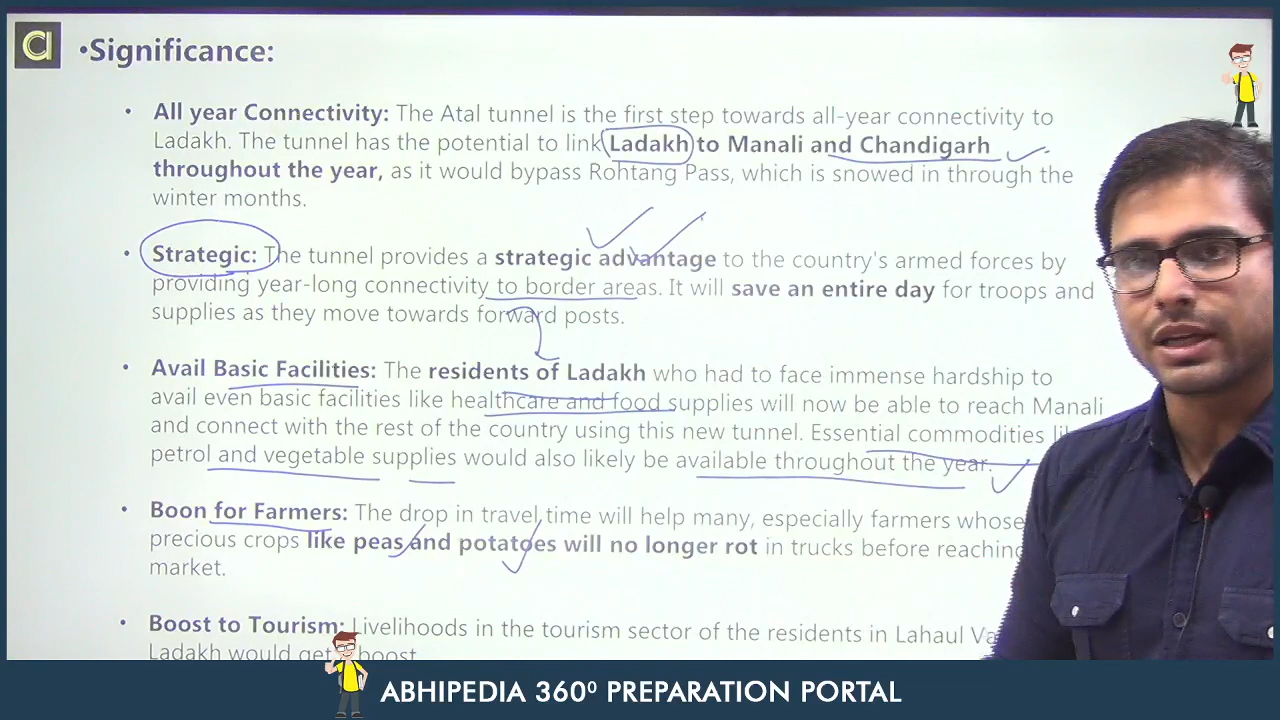 a
•Significance:
• All year Connectivity: The Atal tunnel is the first step towards all-year connectivity to
Ladakh. The tunnel has the potential to link Ladakh to Manali and Chandigarh
throughout the year, as it would bypass Rohtang Pass, which is snowed in through the
winter months.
• Strategic: The tunnel provides a strategic advantage to the country's armed forces by
providing year-long connectivity to border areas. It will save an entire day for troops and
supplies as they move towards forward posts.
• Avail Basic Facilities: The residents of Ladakh who had to face immense hardship to
avail even basic facilities like healthcare and food supplies will now be able to reach Manali
and connect with the rest of the country using this new tunnel. Essential commodities
petrol and vegetable supplies would also likely be available throughout the year.
• Boon for Farmers: The drop in travel time will help many, especially farmers whose
precious crops like peas and potatoes will no longer rot in trucks before reaching
market.
• Boost to Tourism: Livelihoods in the tourism sector of the residents in Lahaul
Ladakh would get boost
ABHIPEDIA 360⁰ PREPARATION PORTAL